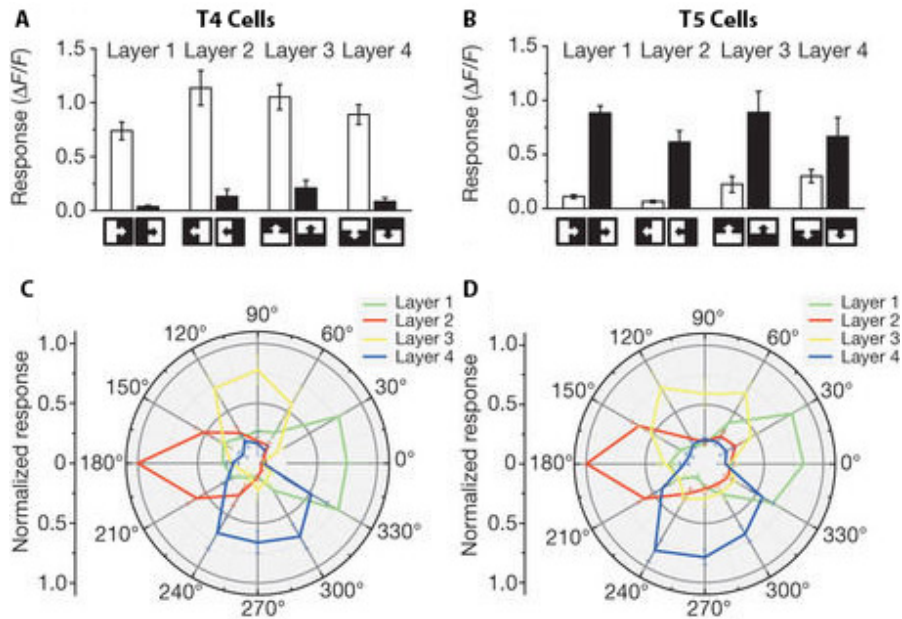 A T4 Cells
B T5 Cells
Response (ΔF/F)
1.5
1.0
0.5
0.0
Layer 1 Layer 2 Layer 3 Layer 4
Response (ΔF/F)
1.5
1.0
0.5
0.0
Layer 1 Layer 2 Layer 3 Layer 4
C
Normalized response
1.0
0.5
0
0.5
1.0
Layer 1
Layer 2
Layer 3
Layer 4
90°
120°
60°
150°
30°
180°
0°
210°
330°
240°
300°
270°
D
Normalized response
1.0
0.5
0
0.5
1.0
Layer 1
Layer 2
Layer 3
Layer 4
90°
120°
60°
150°
30°
180°
0°
210°
330°
240°
300°
270°